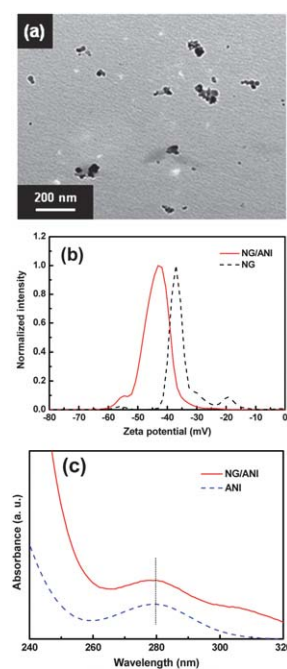 (a)
200 nm
(b)
NG/ANI
NG
Normalized intensity
1.0
0.8
0.6
0.4
0.2
0.0
-80 -70 -60 -50 -40 -30 -20 -10 0
Zeta potential (mV)
(c)
NG/ANI
ANI
Absorbance (a. u.)
240 260 280 300 320
Wavelength (nm)